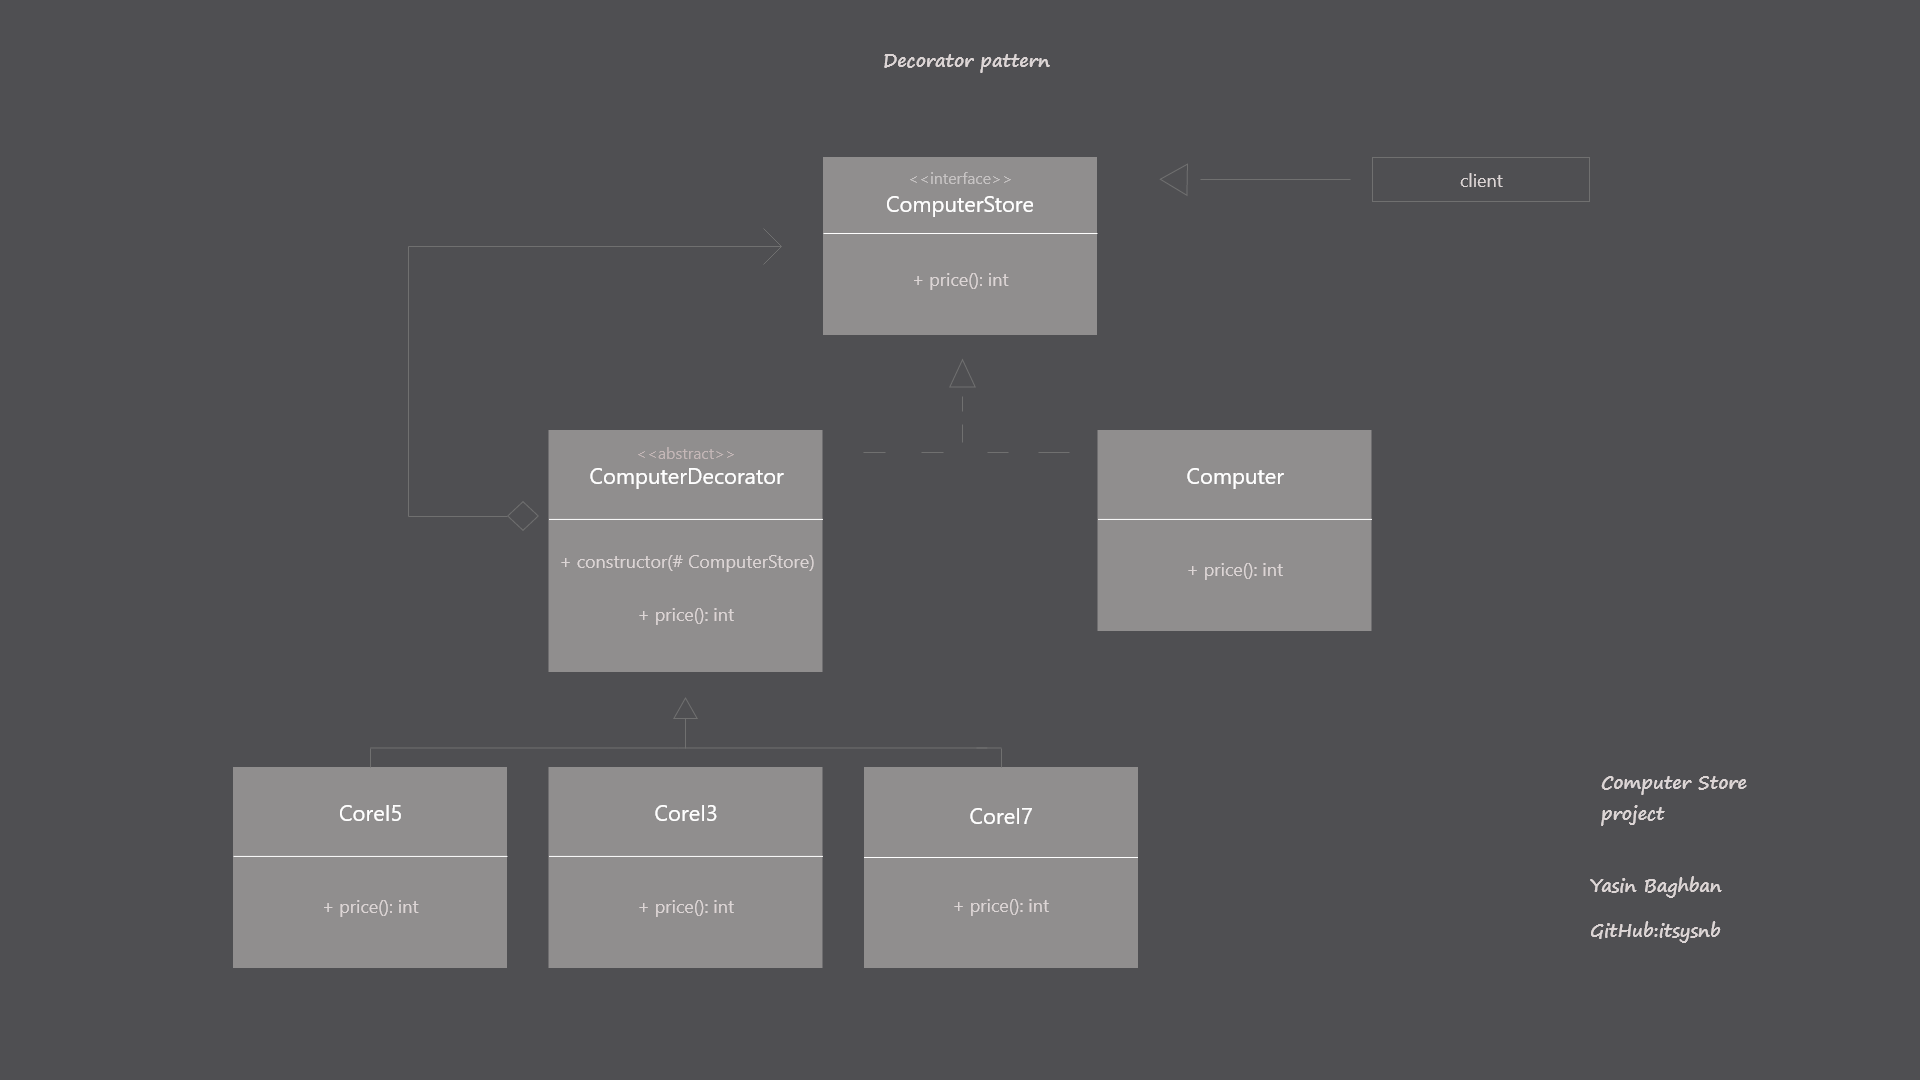 Decorator pattern
<<interface>>
ComputerStore
+ price(): int
client
<<abstract>>
ComputerDecorator
+ constructor(# ComputerStore)
+ price(): int
Computer
+ price(): int
CoreI5
+ price(): int
CoreI3
+ price(): int
CoreI7
+ price(): int
Computer Store
project
Yasin Baghban
GitHub:itsysnb